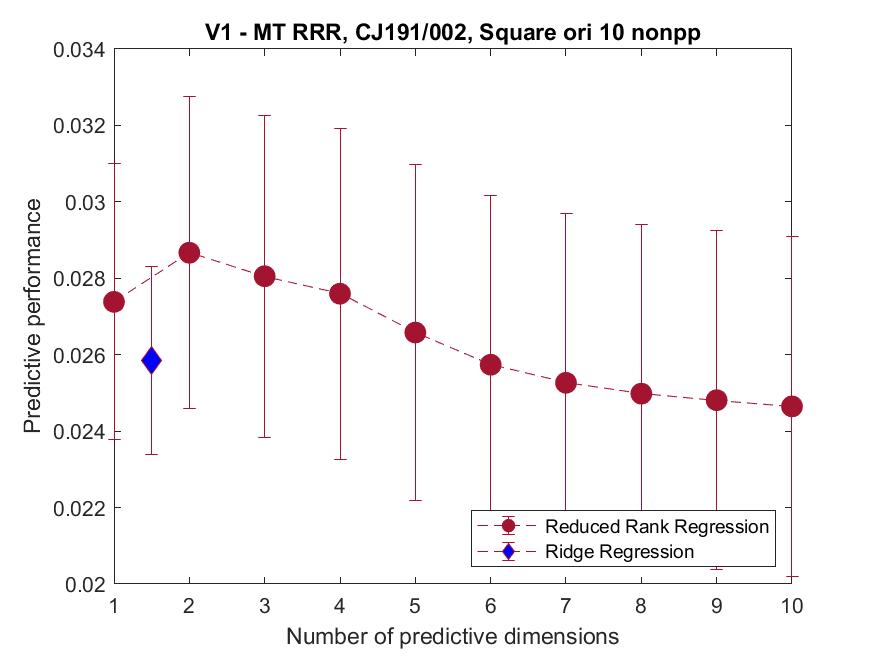 V1 - MT RRR, CJ191/002, Square ori 10 nonpp
0.034
0.032
0.03
0.028
0.026
0.024
0.022
0.02
Predictive performance
Reduced Rank Regression
Ridge Regression
1 2 3 4 5 6 7 8 9 10
Number of predictive dimensions